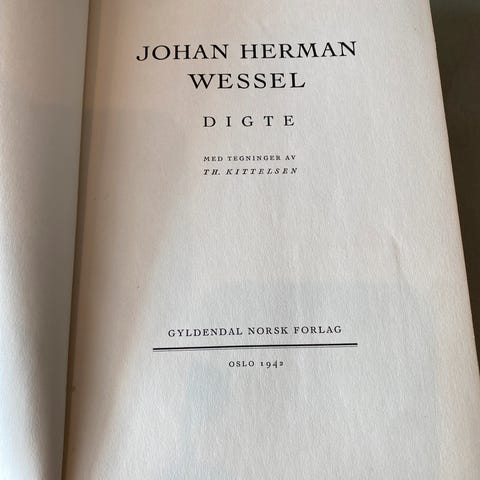 JOHAN HERMAN
WESSEL
DIGTE
MED TEGNINGER AV
TH. KITTELSEN
GYLDENDAL NORSK FORLAG
OSLO 1942